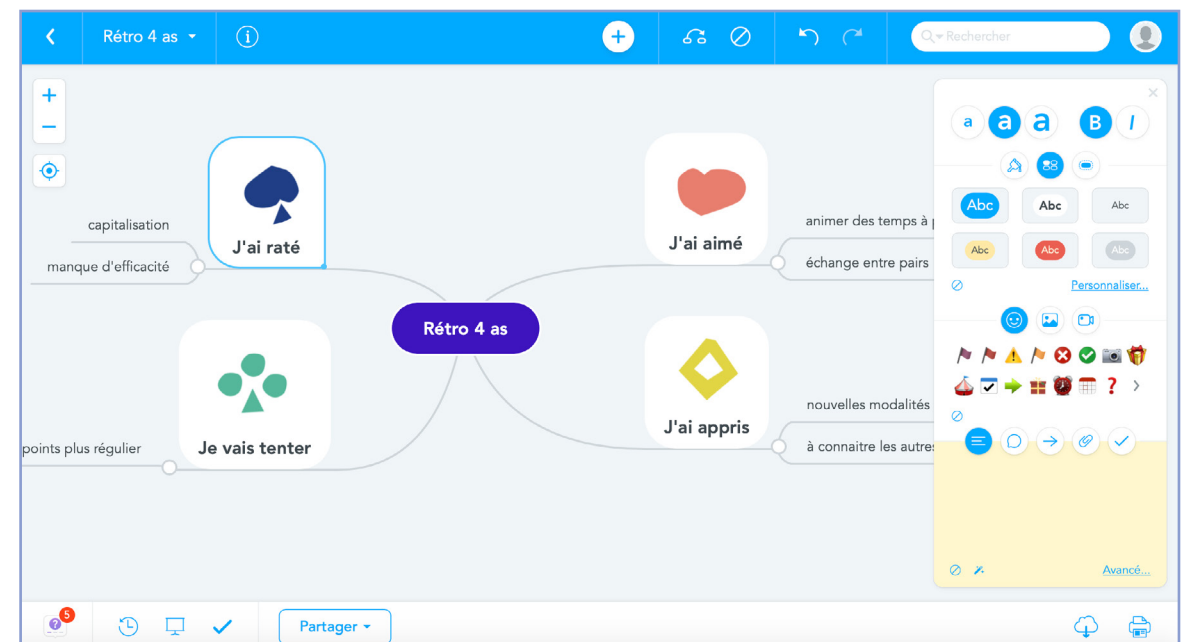 Rétro 4 as
Rechercher
J'ai raté
capitalisation
manque d'efficacité
J'ai aimé
animer des temps à
échange entre pairs
Rétro 4 as
Je vais tenter
points plus régulier
J'ai appris
nouvelles modalités
à connaitre les autres
a a a B I
Abc Abc Abc
Abc Abc Abc
Personnaliser...
Avancé...
5
Partager